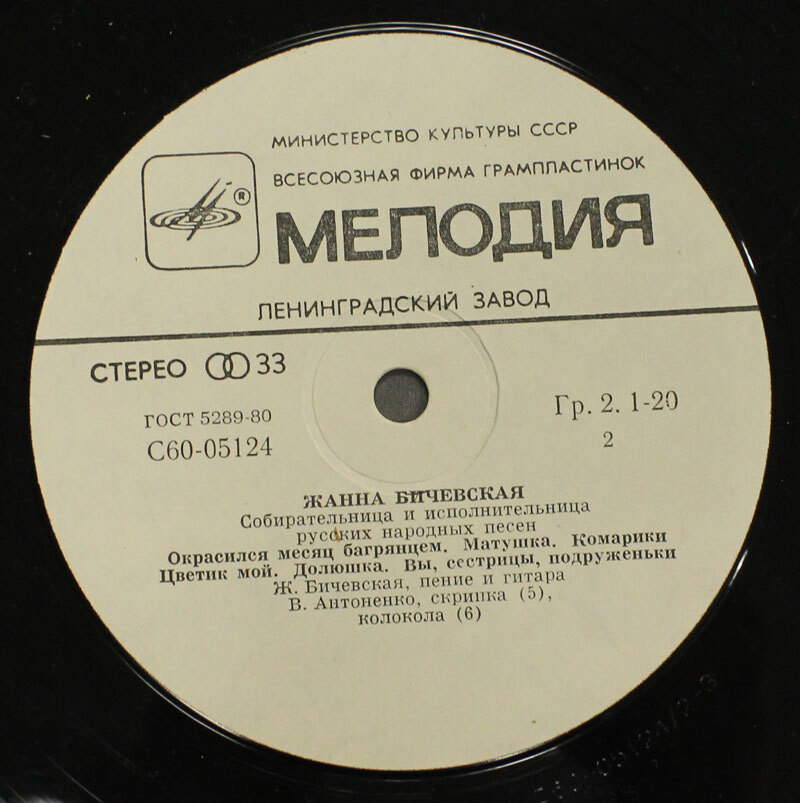 МИНИСТЕРСТВО КУЛЬТУРЫ СССР
ВСЕСОЮЗНАЯ ФИРМА ГРАМПЛАСТИНОК
®
МЕЛОДИЯ
ЛЕНИНГРАДСКИЙ ЗАВОД
СТЕРЕО 33
ГОСТ 5289-80
С60-05124
Гр. 2. 1-20
2
ЖАННА БИЧЕВСКАЯ
Собирательница и исполнительница
русских народных песен
Окрасился месяц багрянцем. Матушка. Комарики
Цветик мой. Долюшка. Вы, сестрицы, подруженьки
Ж. Бичевская, пение и гитара
В. Антоненко, скрипка (5),
колокола (6)